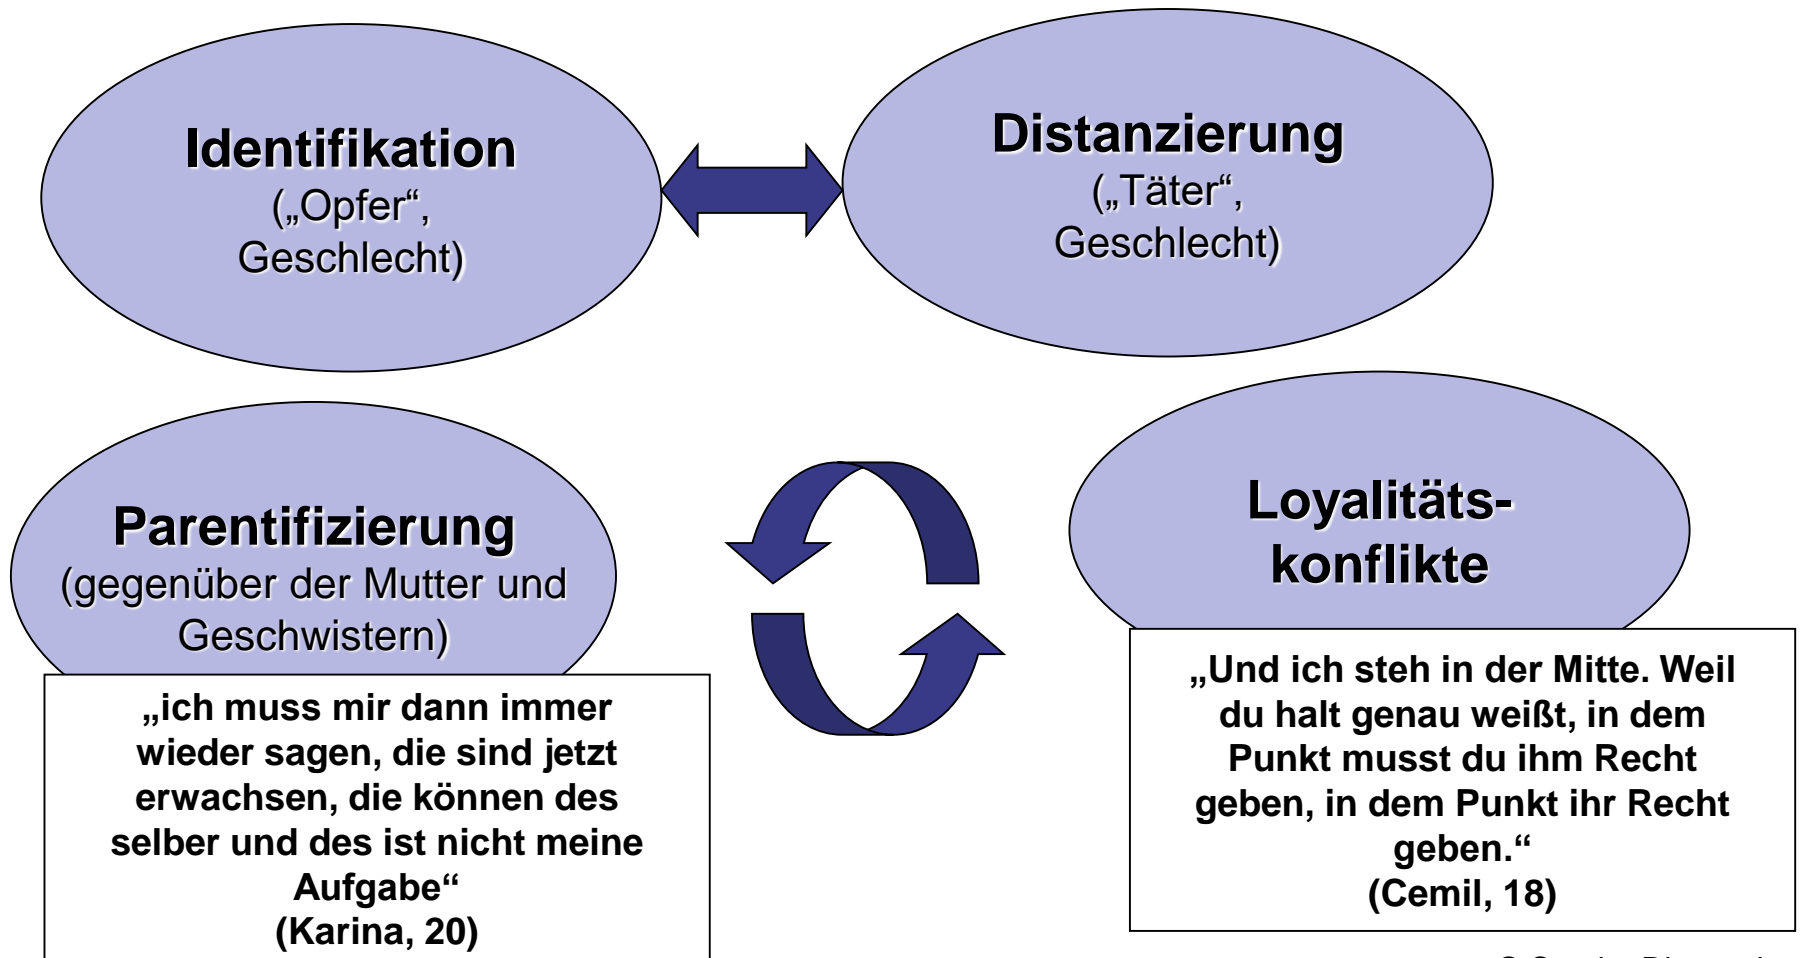 Identifikation
(„Opfer“,
Geschlecht)
Distanzierung
(„Täter“,
Geschlecht)
Parentifizierung
(gegenüber der Mutter und
Geschwistern)
„ich muss mir dann immer
wieder sagen, die sind jetzt
erwachsen, die können des
selber und des ist nicht meine
Aufgabe“
(Karina, 20)
Loyalitäts-
konflikte
„Und ich steh in der Mitte. Weil
du halt genau weißt, in dem
Punkt musst du ihm Recht
geben, in dem Punkt ihr Recht
geben.“
(Cemil, 18)